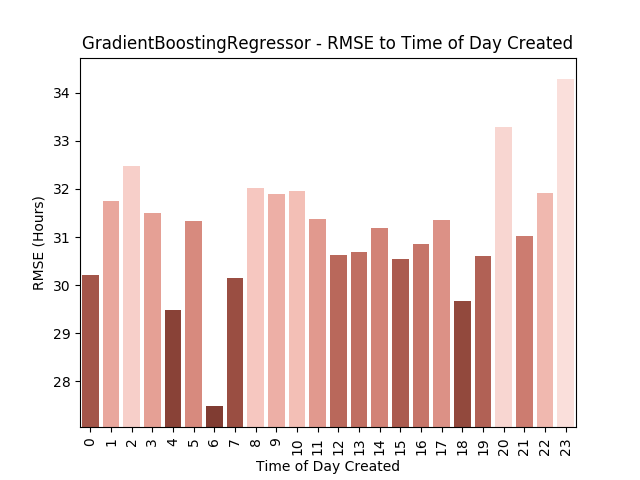 GradientBoostingRegressor - RMSE to Time of Day Created
34
33
32
31
30
29
28
RMSE (Hours)
0 1 2 3 4 5 6 7 8 9 10 11 12 13 14 15 16 17 18 19 20 21 22 23
Time of Day Created